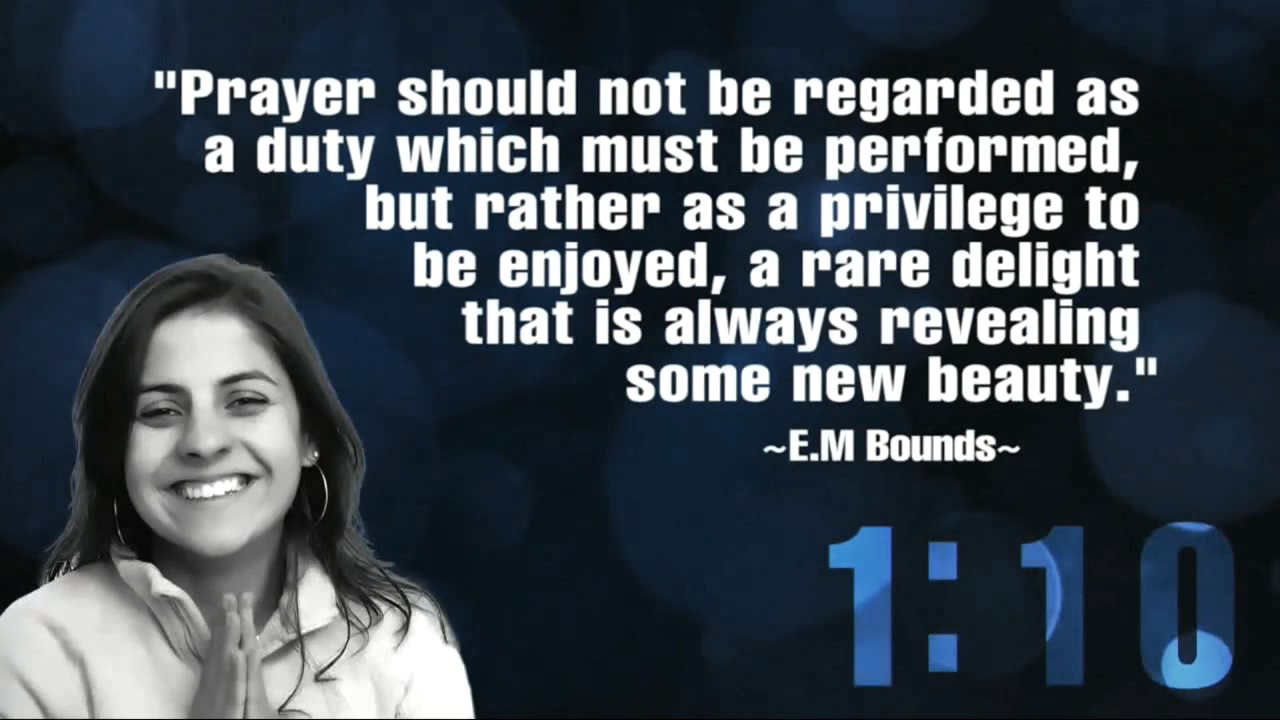 "Prayer should not be regarded as
a duty which must be performed,
but rather as a privilege to
be enjoyed, a rare delight
that is always revealing
some new beauty."
~E.M Bounds~
1:10